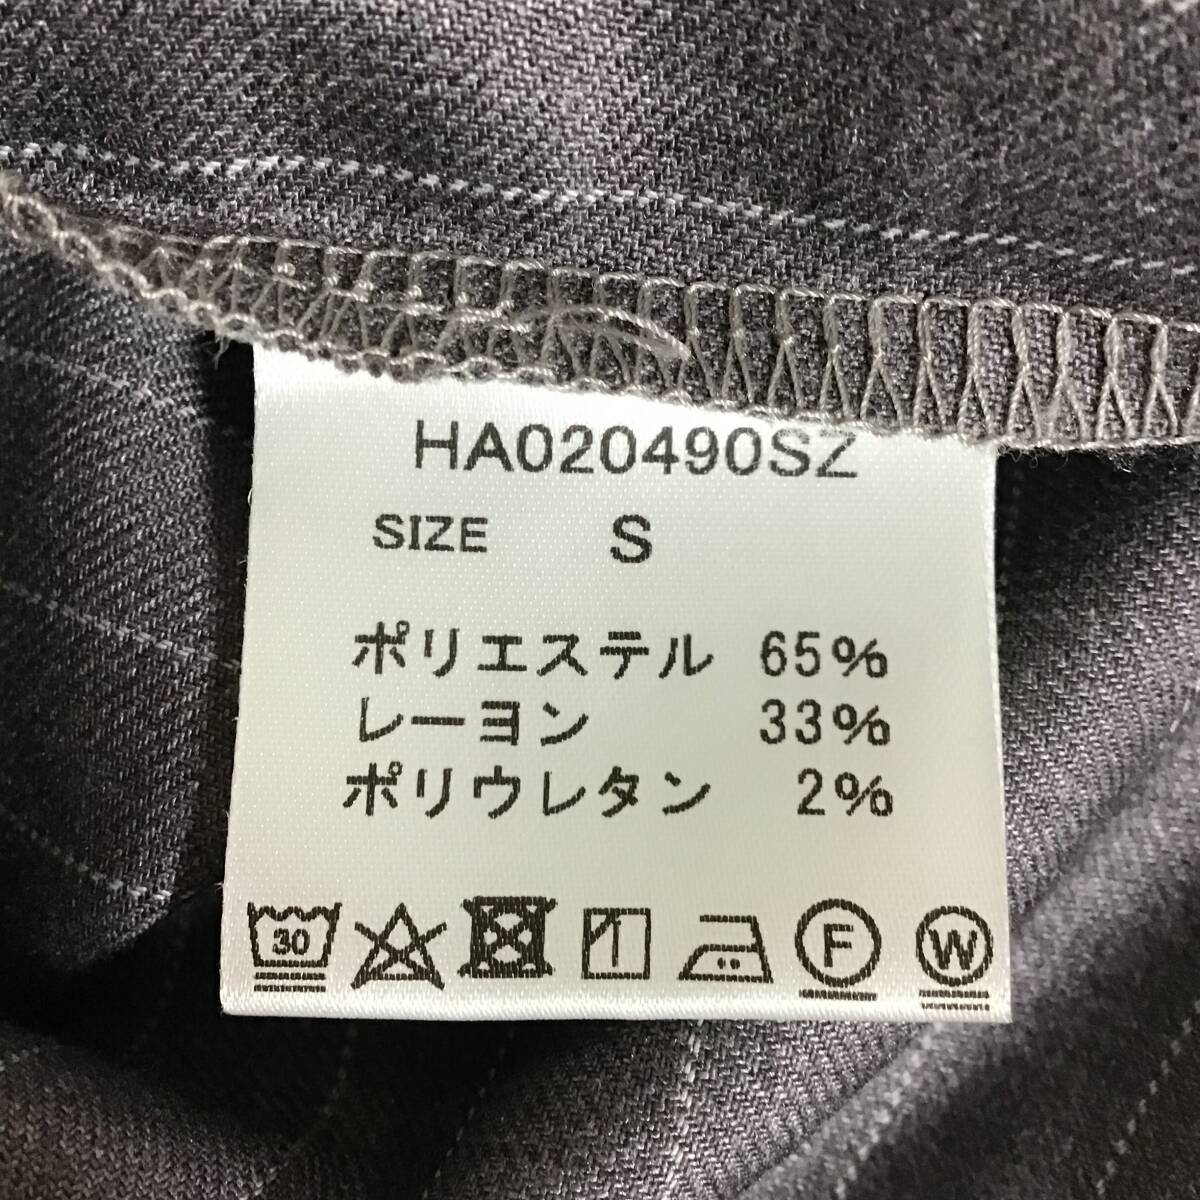 HA020490SZ
SIZE S
ポリエステル 65%
レーヨン 33%
ポリウレタン 2%
30 F W